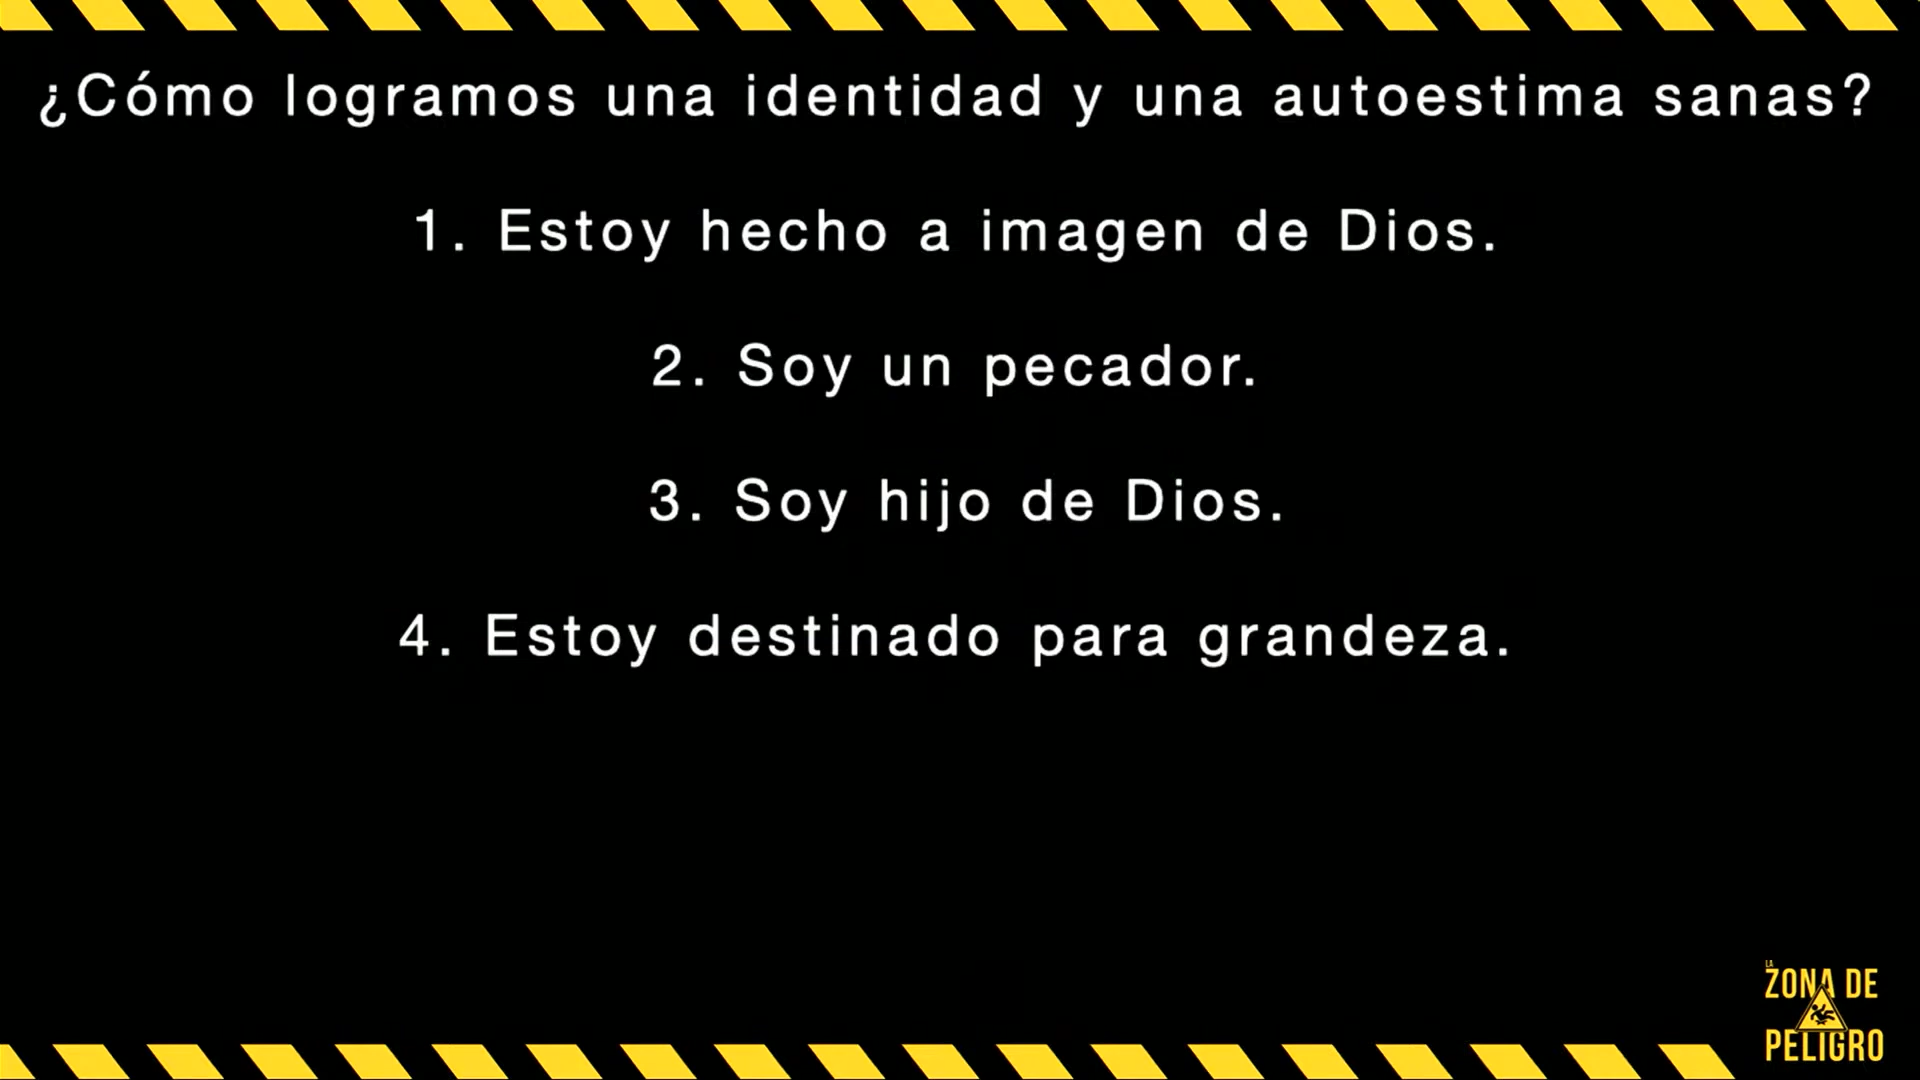 ¿Cómo logramos una identidad y una autoestima sanas?
1. Estoy hecho a imagen de Dios.
2. Soy un pecador.
3. Soy hijo de Dios.
4. Estoy destinado para grandeza.
LA
ZONA DE
PELIGRO